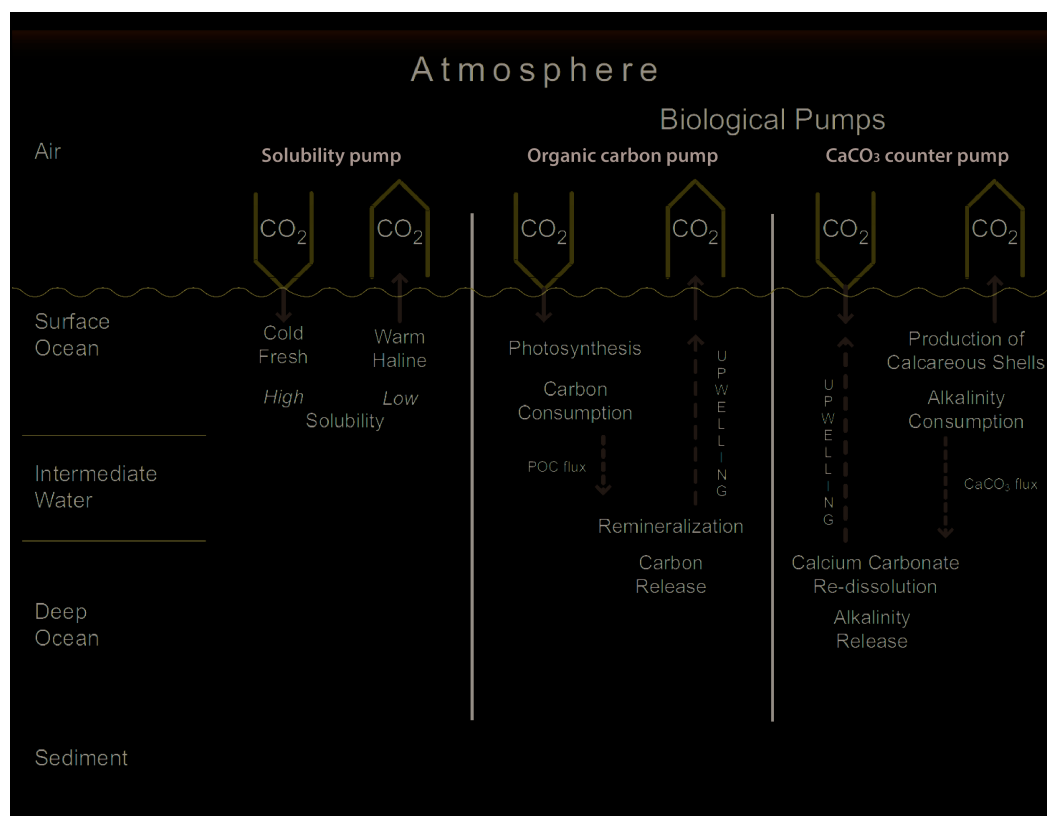 Atmosphere
Biological Pumps
Air
Solubility pump
Organic carbon pump
CaCO₃ counter pump
CO₂
CO₂
CO₂
CO₂
CO₂
CO₂
Surface
Ocean
Cold
Fresh
Warm
Haline
High
Low
Solubility
Photosynthesis
Carbon
Consumption
POC flux
UPWELLING
Remineralization
Carbon
Release
UPWELLING
Production of
Calcareous Shells
Alkalinity
Consumption
CaCO₃ flux
Calcium Carbonate
Re-dissolution
Alkalinity
Release
Intermediate
Water
Deep
Ocean
Sediment